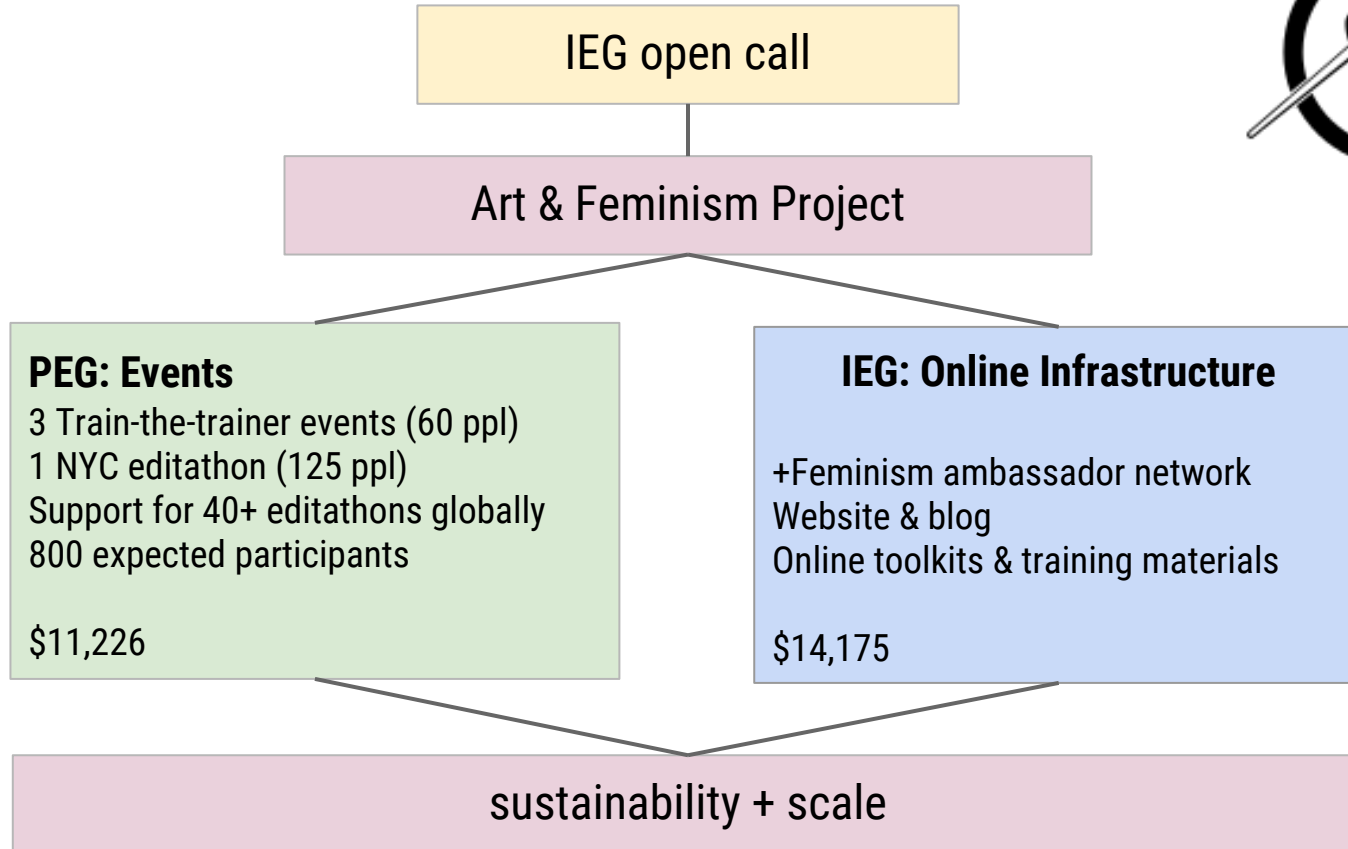 IEG open call
Art & Feminism Project
PEG: Events
3 Train-the-trainer events (60 ppl)
1 NYC editathon (125 ppl)
Support for 40+ editathons globally
800 expected participants
$11,226
IEG: Online Infrastructure
+Feminism ambassador network
Website & blog
Online toolkits & training materials
$14,175
sustainability + scale